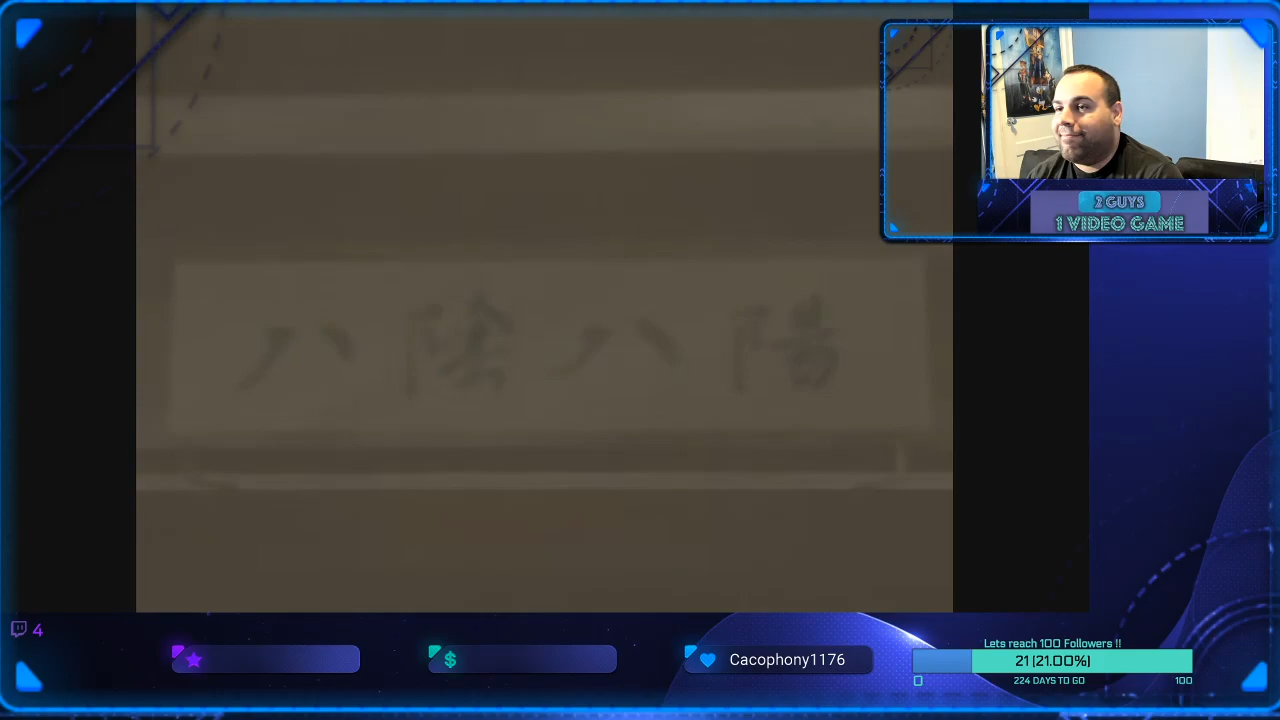 2 GUYS
1 VIDEO GAME
八陰八陽
4
Cacophony1176
Lets reach 100 Followers !!
21 (21.00%)
0
224 DAYS TO GO
100